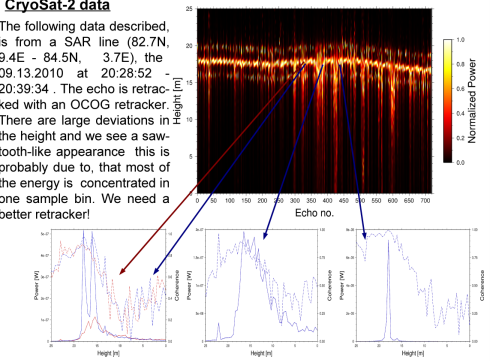 CryoSat-2 data
The following data described,
is from a SAR line (82.7N,
9.4E - 84.5N, 3.7E), the
09.13.2010 at 20:28:52 -
20:39:34 . The echo is retrac-
ked with an OCOG retracker.
There are large deviations in
the height and we see a saw-
tooth-like appearance this is
probably due to, that most of
the energy is concentrated in
one sample bin. We need a
better retracker!
25
20
15
10
5
Height [m]
0 50 100 150 200 250 300 350 400 450 500 550 600 650 700
Echo no.
1.0
0.8
0.6
0.4
0.2
0.0
Normalized Power
Power [W]
Coherence
Height [m]
Power [W]
Coherence
Height [m]
Power [W]
Coherence
Height [m]